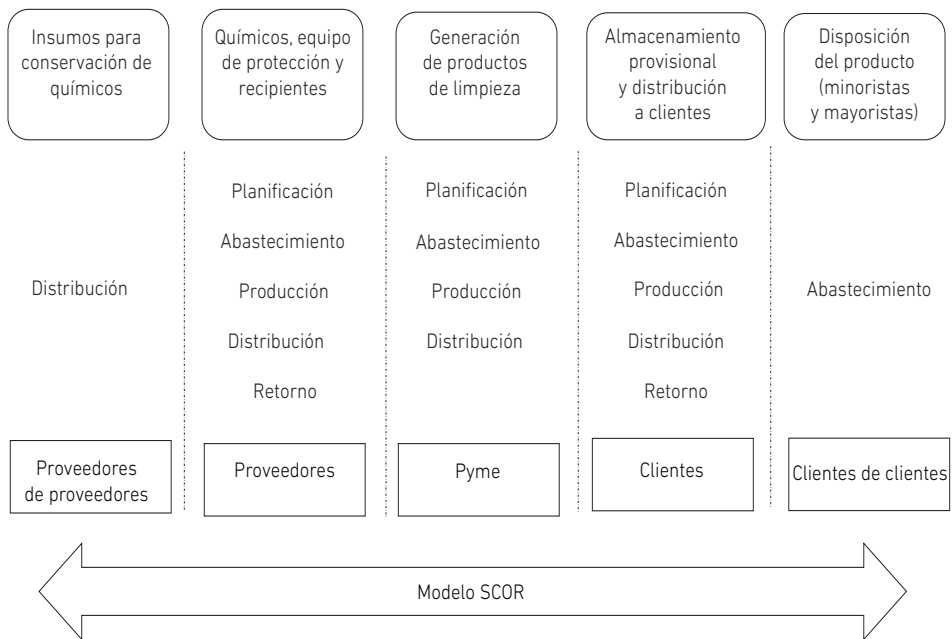 Insumos para
conservación de
químicos
Químicos, equipo
de protección y
recipientes
Generación
de productos
de limpieza
Almacenamiento
provisional
y distribución
a clientes
Disposición
del producto
(minoristas
y mayoristas)
Distribución
Planificación
Abastecimiento
Producción
Distribución
Retorno
Planificación
Abastecimiento
Producción
Distribución
Planificación
Abastecimiento
Producción
Distribución
Retorno
Abastecimiento
Proveedores
de proveedores
Proveedores
Pyme
Clientes
Clientes de clientes
Modelo SCOR